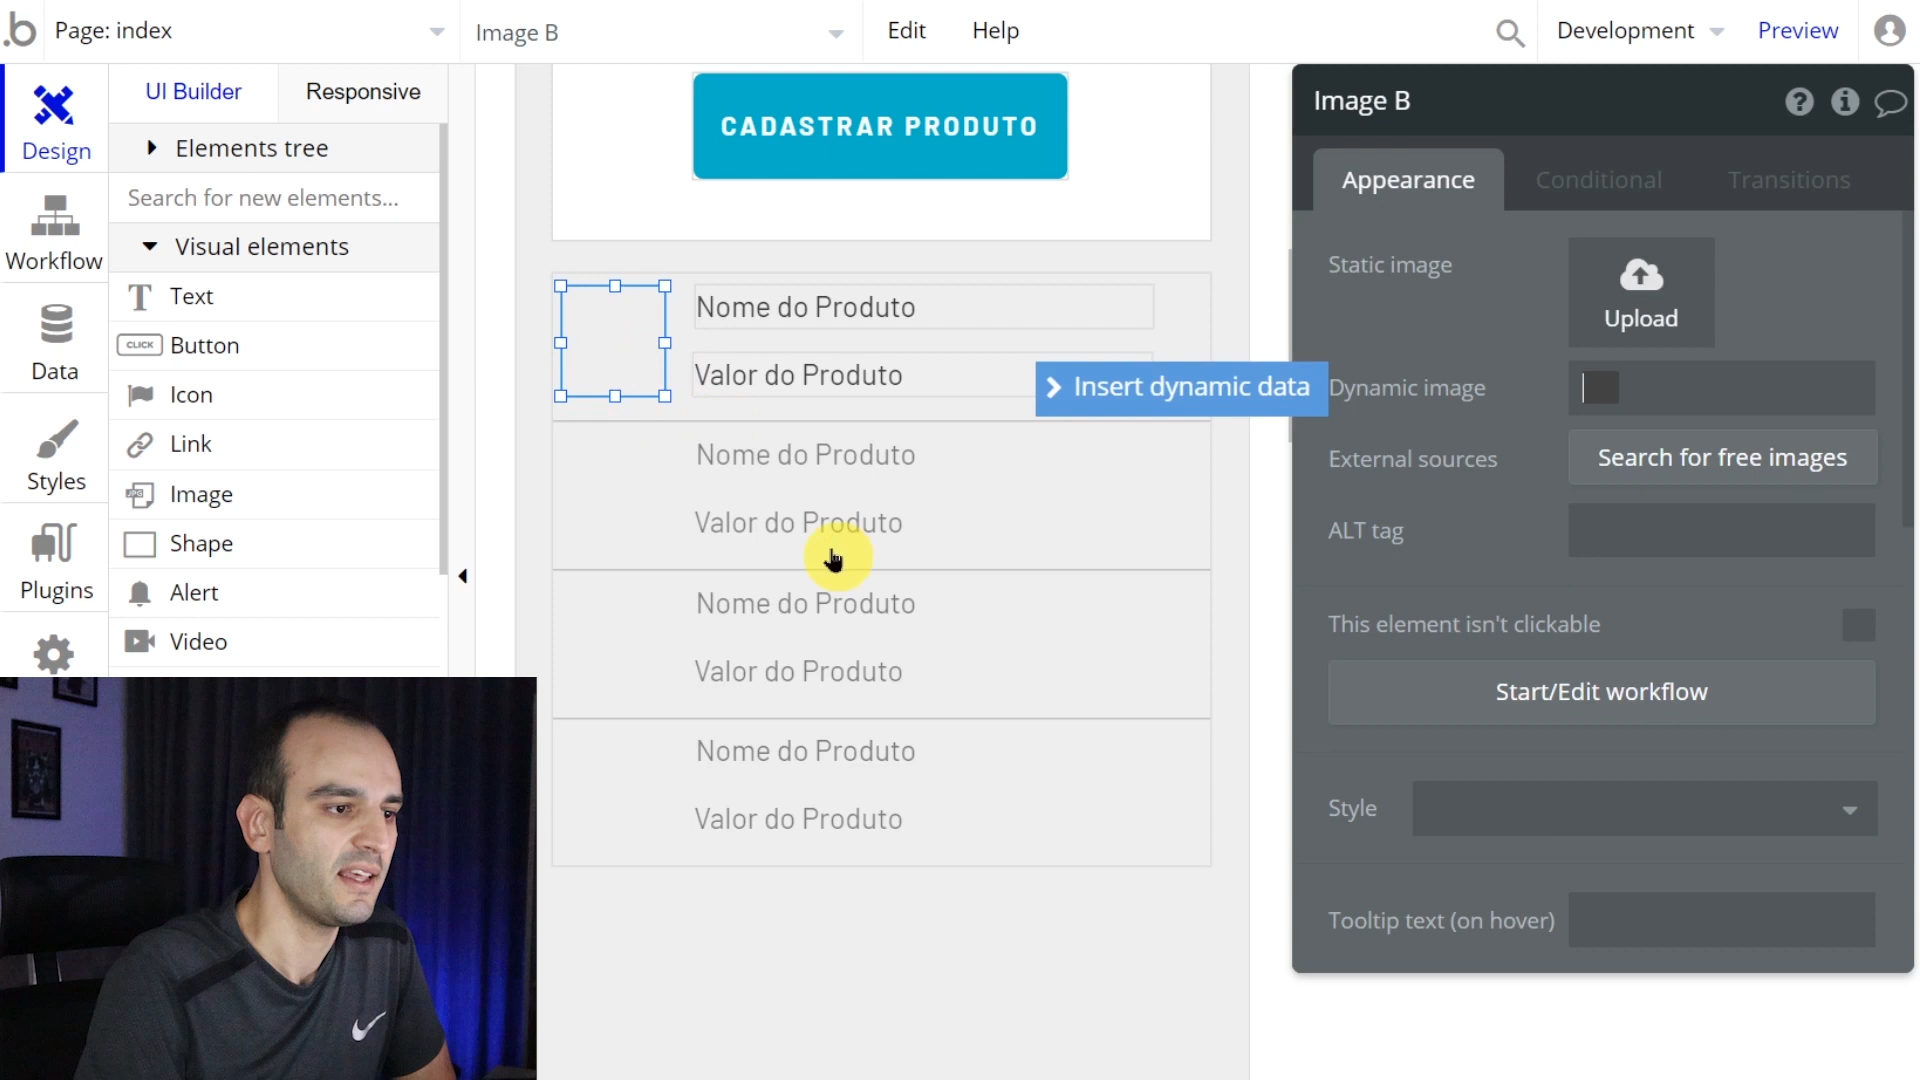 .b
Page: index
Image B
Edit
Help
Development
Preview
Design
Workflow
Data
Styles
Plugins
UI Builder
Responsive
Elements tree
Search for new elements...
Visual elements
Text
CLICK
Button
Icon
Link
JPG
Image
Shape
Alert
Video
CADASTRAR PRODUTO
Nome do Produto
Valor do Produto
Nome do Produto
Valor do Produto
Nome do Produto
Valor do Produto
Nome do Produto
Valor do Produto
Insert dynamic data
Image B
Appearance
Conditional
Transitions
Static image
Upload
Dynamic image
External sources
Search for free images
ALT tag
This element isn't clickable
Start/Edit workflow
Style
Tooltip text (on hover)